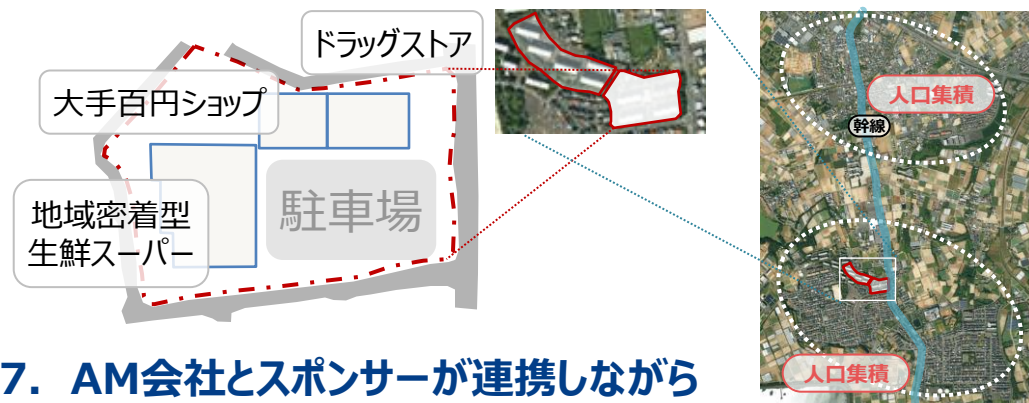 ドラッグストア
大手百円ショップ
地域密着型
生鮮スーパー
駐車場
人口集積
幹線
人口集積
7. AM会社とスポンサーが連携しながら